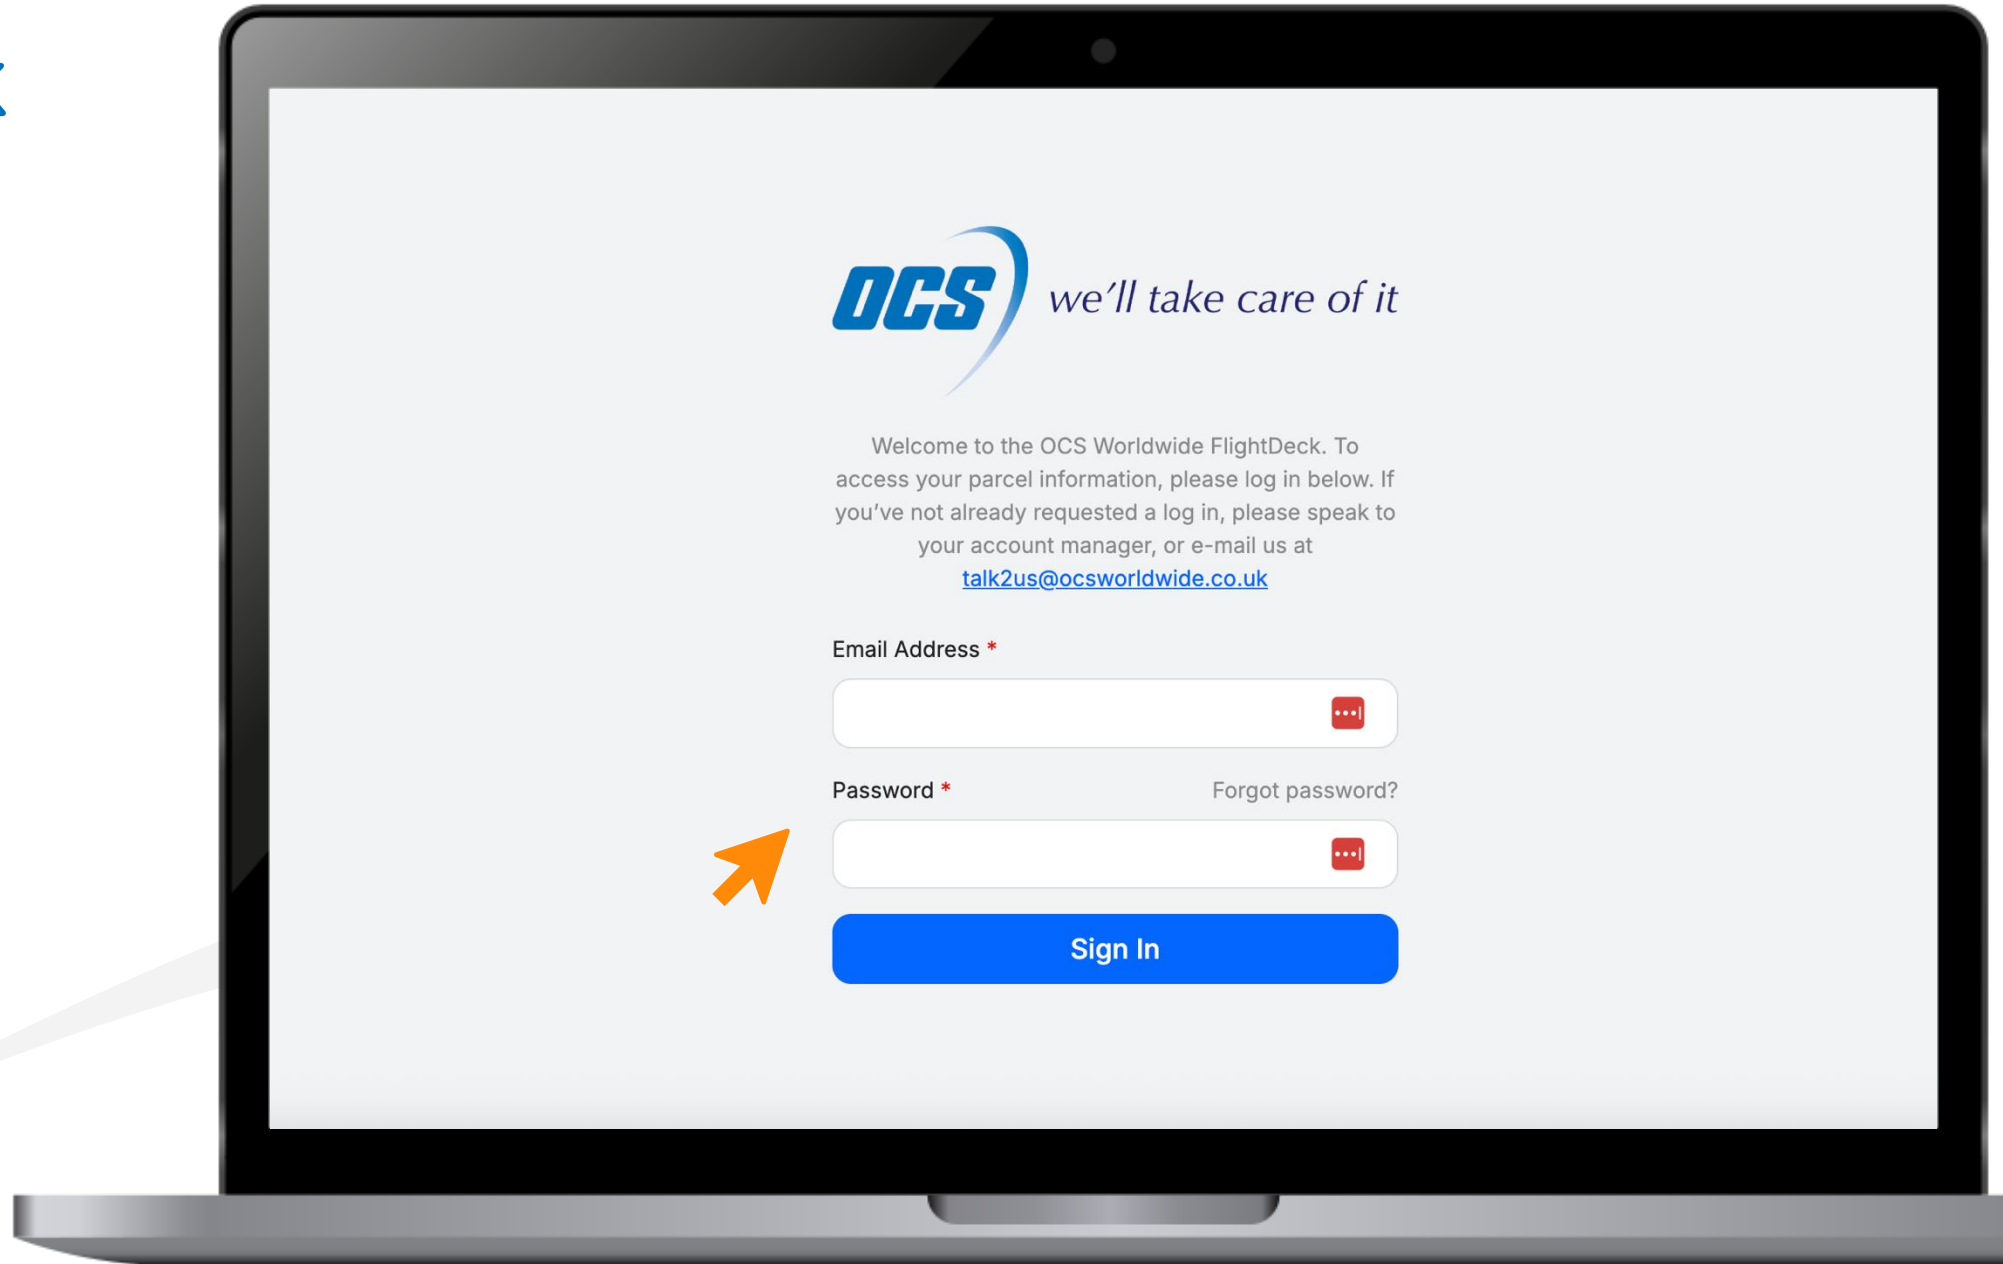 OCS we’ll take care of it
Welcome to the OCS Worldwide FlightDeck. To
access your parcel information, please log in below. If
you’ve not already requested a log in, please speak to
your account manager, or e-mail us at
talk2us@ocsworldwide.co.uk
Email Address *
Password * Forgot password?
Sign In